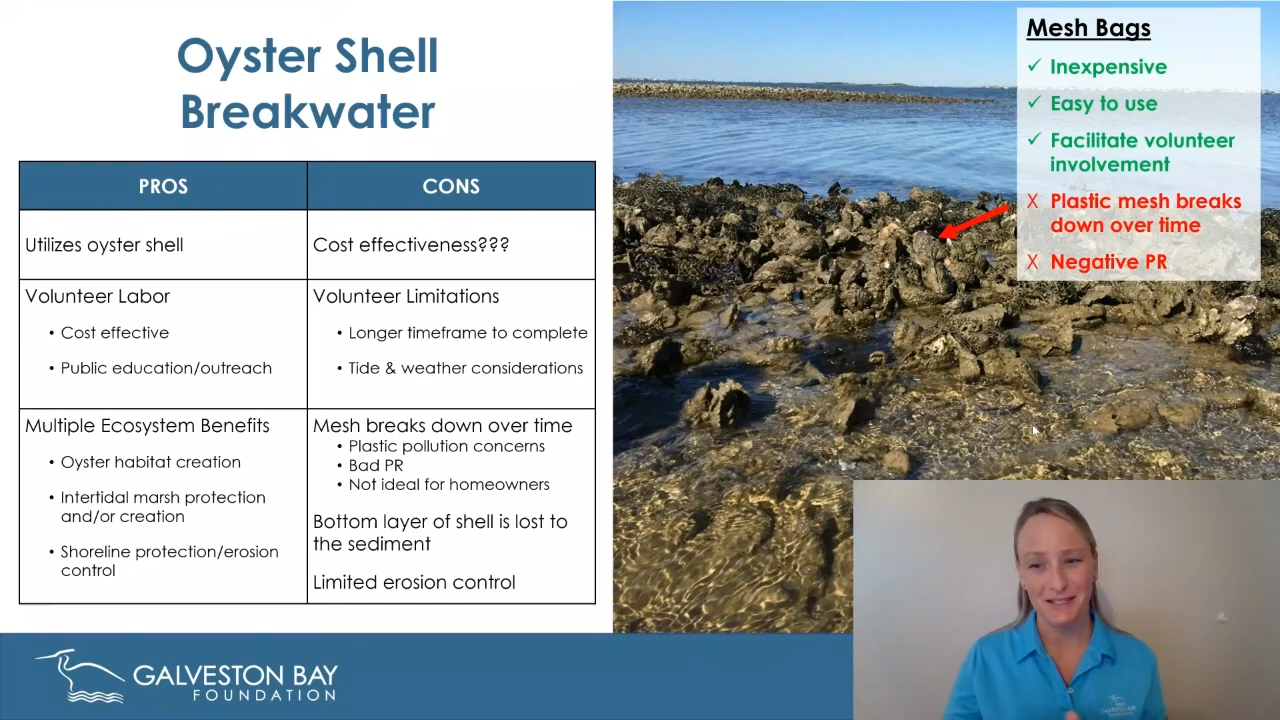 Oyster Shell
Breakwater
PROS
CONS
Utilizes oyster shell
Cost effectiveness???
Volunteer Labor
• Cost effective
• Public education/outreach
Volunteer Limitations
• Longer timeframe to complete
• Tide & weather considerations
Multiple Ecosystem Benefits
• Oyster habitat creation
• Intertidal marsh protection
and/or creation
• Shoreline protection/erosion
control
Mesh breaks down over time
• Plastic pollution concerns
• Bad PR
• Not ideal for homeowners
Bottom layer of shell is lost to
the sediment
Limited erosion control
Mesh Bags
✓ Inexpensive
✓ Easy to use
✓ Facilitate volunteer
involvement
X Plastic mesh breaks
down over time
X Negative PR
GALVESTON BAY
FOUNDATION
GALVESTON BAY